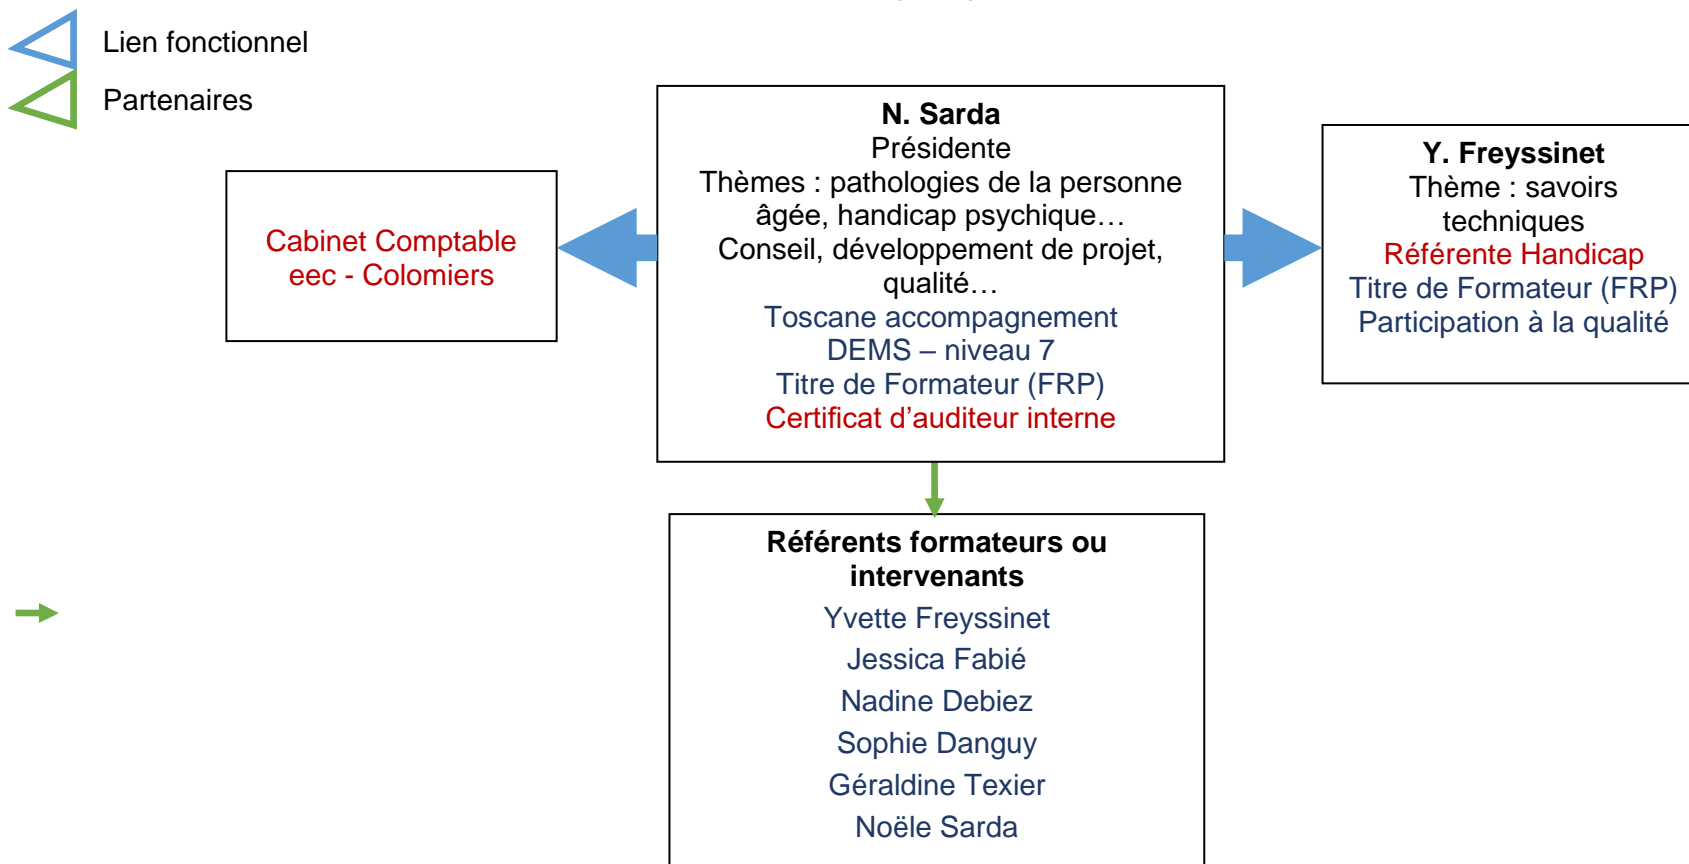 Lien fonctionnel
Partenaires
N. Sarda
Présidente
Thèmes : pathologies de la personne
âgée, handicap psychique…
Conseil, développement de projet,
qualité…
Toscane accompagnement
DEMS – niveau 7
Titre de Formateur (FRP)
Certificat d’auditeur interne
Cabinet Comptable
eec - Colomiers
Y. Freyssinet
Thème : savoirs
techniques
Référente Handicap
Titre de Formateur (FRP)
Participation à la qualité
Référents formateurs ou
intervenants
Yvette Freyssinet
Jessica Fabié
Nadine Debiez
Sophie Danguy
Géraldine Texier
Noële Sarda